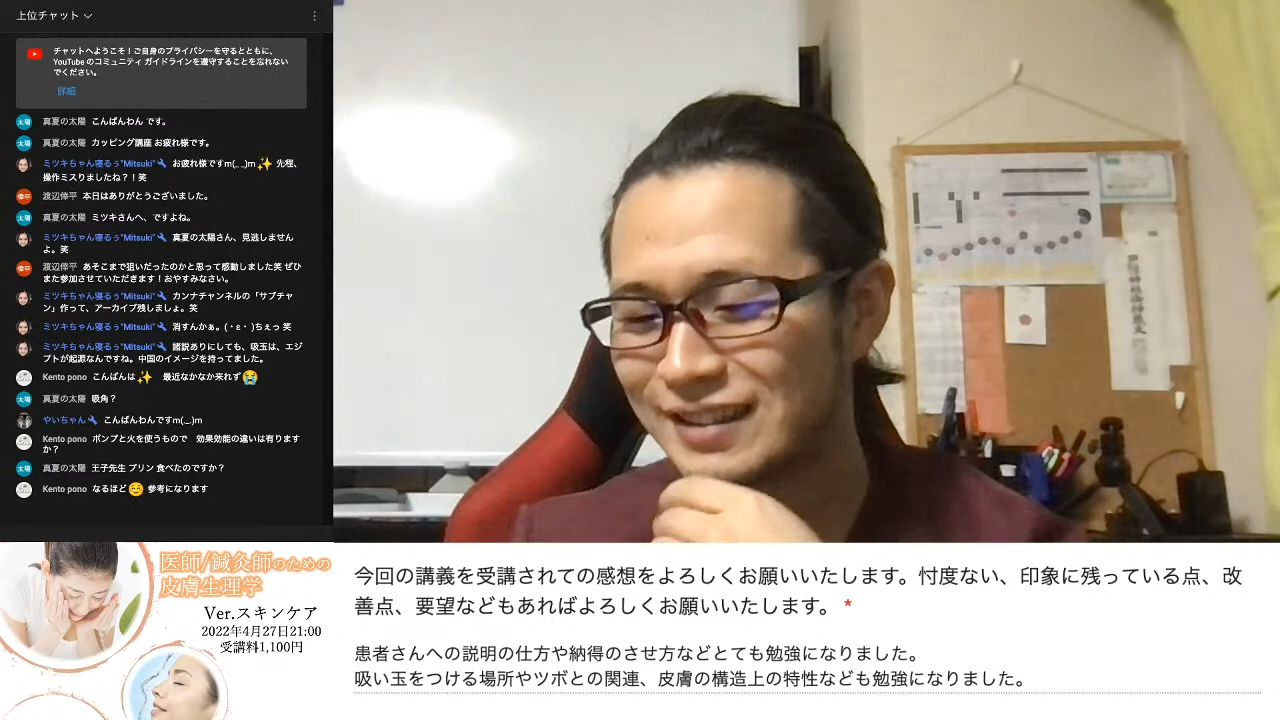 上位チャット
チャットへようこそ！ご自身のプライバシーを守るとともに、
YouTube のコミュニティ ガイドラインを遵守することを忘れない
でください。
詳細
太陽 真夏の太陽 こんばんわん です。
太陽 真夏の太陽 カッピング講座 お疲れ様です。
ミツキちゃん寝るぅ"Mitsuki" お疲れ様ですm(_ _)m✨ 先程、
操作ミスりましたね？！笑
倖平 渡辺倖平 本日はありがとうございました。
太陽 真夏の太陽 ミツキさんへ、ですよね。
ミツキちゃん寝るぅ"Mitsuki" 真夏の太陽さん、見逃しません
よ。笑
倖平 渡辺倖平 あそこまで狙いだったのかと思って感動しました笑 ぜひ
また参加させていただきます！おやすみなさい。
ミツキちゃん寝るぅ"Mitsuki" カンナチャンネルの「サブチャ
ン」作って、アーカイブ残しましょ。笑
ミツキちゃん寝るぅ"Mitsuki" 消すんかぁ。(・ε・ )ちぇっ 笑
ミツキちゃん寝るぅ"Mitsuki" 諸説ありにしても、吸玉は、エジ
プトが起源なんですね。中国のイメージを持ってました。
Kento pono こんばんは✨ 最近なかなか来れず😭
太陽 真夏の太陽 吸角？
やいちゃん こんばんわんですm(__)m
Kento pono ポンプと火を使うもので 効果効能の違いは有ります
か？
太陽 真夏の太陽 王子先生 プリン 食べたのですか？
Kento pono なるほど☺️ 参考になります
医師/鍼灸師のための
皮膚生理学
Ver.スキンケア
2022年4月27日21:00
受講料1,100円
今回の講義を受講されての感想をよろしくお願いいたします。忖度ない、印象に残っている点、改
善点、要望などもあればよろしくお願いいたします。 *
患者さんへの説明の仕方や納得のさせ方などとても勉強になりました。
吸い玉をつける場所やツボとの関連、皮膚の構造上の特性なども勉強になりました。